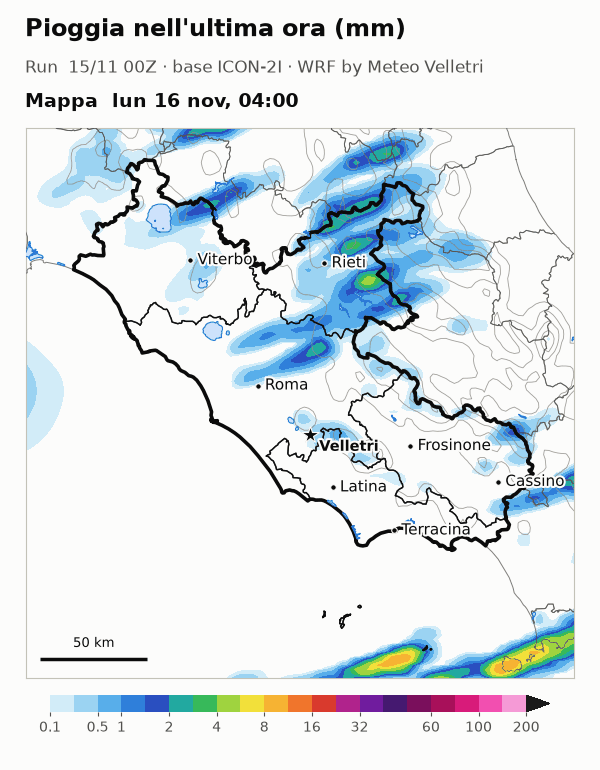 Pioggia nell'ultima ora (mm)
Run  15/11 00Z · base ICON-2I · WRF by Meteo Velletri
Mappa  lun 16 nov, 04:00
Viterbo
Rieti
Roma
Velletri
Frosinone
Cassino
Latina
Terracina
50 km
0.1 0.5 1 2 4 8 16 32 60 100 200